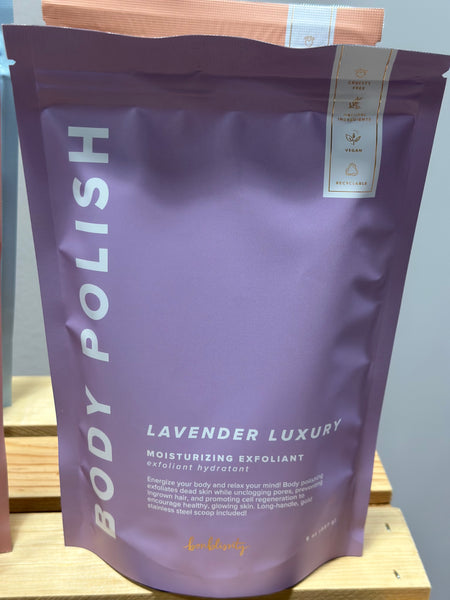 BODY POLISH
CRUELTY
FREE
INGREDIENTS
VEGAN
RECYCLABLE
LAVENDER LUXURY
MOISTURIZING EXFOLIANT
exfoliant hydratant
Energize your body and relax your mind! Body polishing
exfoliates dead skin while unclogging pores, preventing
ingrown hair, and promoting cell regeneration to
encourage healthy, glowing skin. Long-handle, gold
stainless steel scoop included!
bonblissity